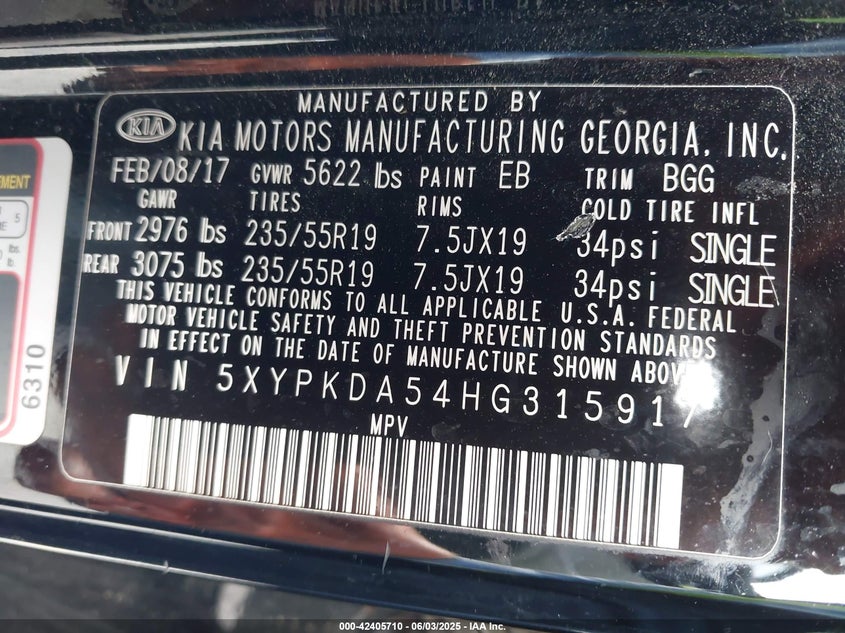 MANUFACTURED BY
KIA KIA MOTORS MANUFACTURING GEORGIA, INC.
FEB/08/17 GVWR 5622 lbs PAINT EB TRIM BGG
GAWR TIRES RIMS COLD TIRE INFL
FRONT 2976 lbs 235/55R19 7.5JX19 34psi SINGLE
REAR 3075 lbs 235/55R19 7.5JX19 34psi SINGLE
THIS VEHICLE CONFORMS TO ALL APPLICABLE U.S.A. FEDERAL
MOTOR VEHICLE SAFETY AND THEFT PREVENTION STANDARDS
IN EFFECT ON THE DATE OF MANUFACTURE SHOWN ABOVE
VIN 5XYPKDA54HG315917
MPV
5
lbs.
6310
000-42405710 - 06/03/2025 - IAA Inc.